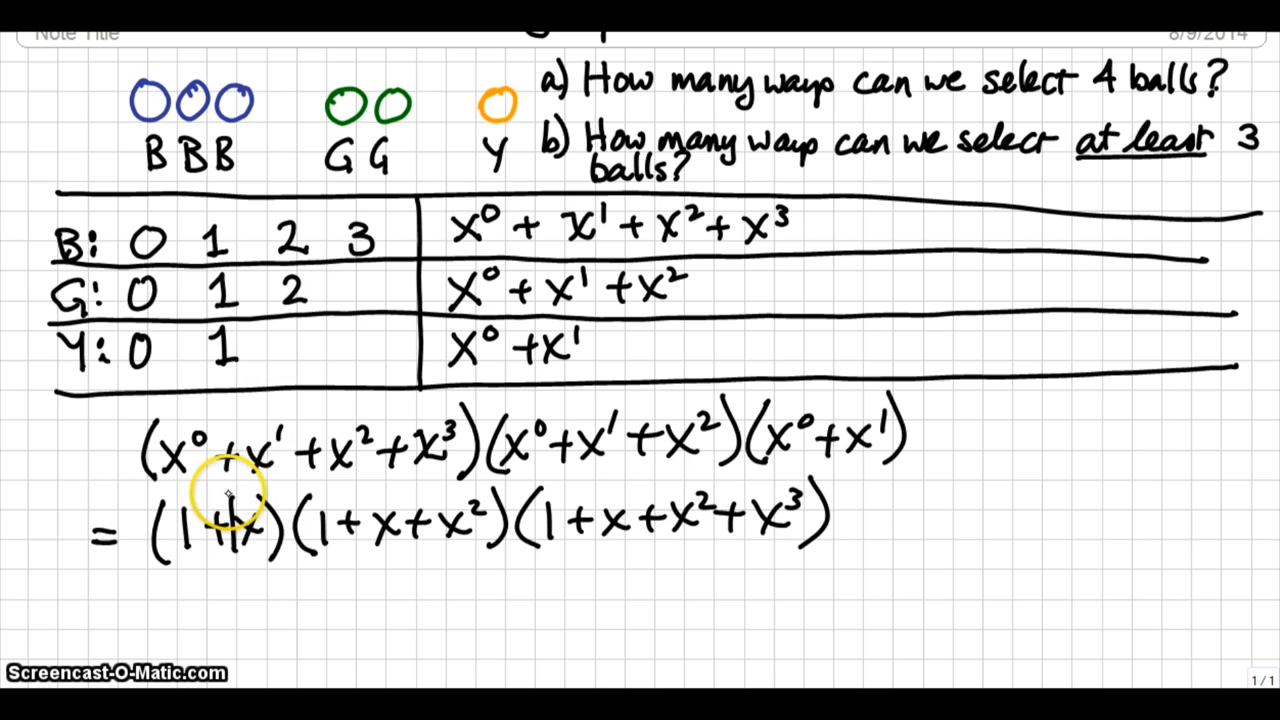 Note Title 8/9/2014
a) How many ways can we select 4 balls?
B B B G G Y
b) How many ways can we select at least 3
balls?
B: 0 1 2 3 x⁰ + x¹ + x² + x³
G: 0 1 2 x⁰ + x¹ + x²
Y: 0 1 x⁰ + x¹
(x⁰ + x¹ + x² + x³)(x⁰ + x¹ + x²)(x⁰ + x¹)
= (1 + x)(1 + x + x²)(1 + x + x² + x³)
Screencast-O-Matic.com
1/1